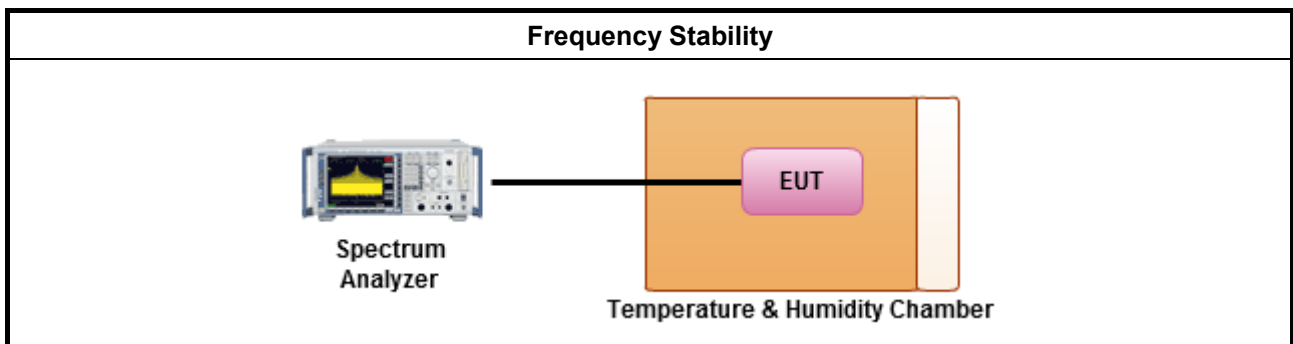 Frequency Stability
EUT
Spectrum
Analyzer
Temperature & Humidity Chamber